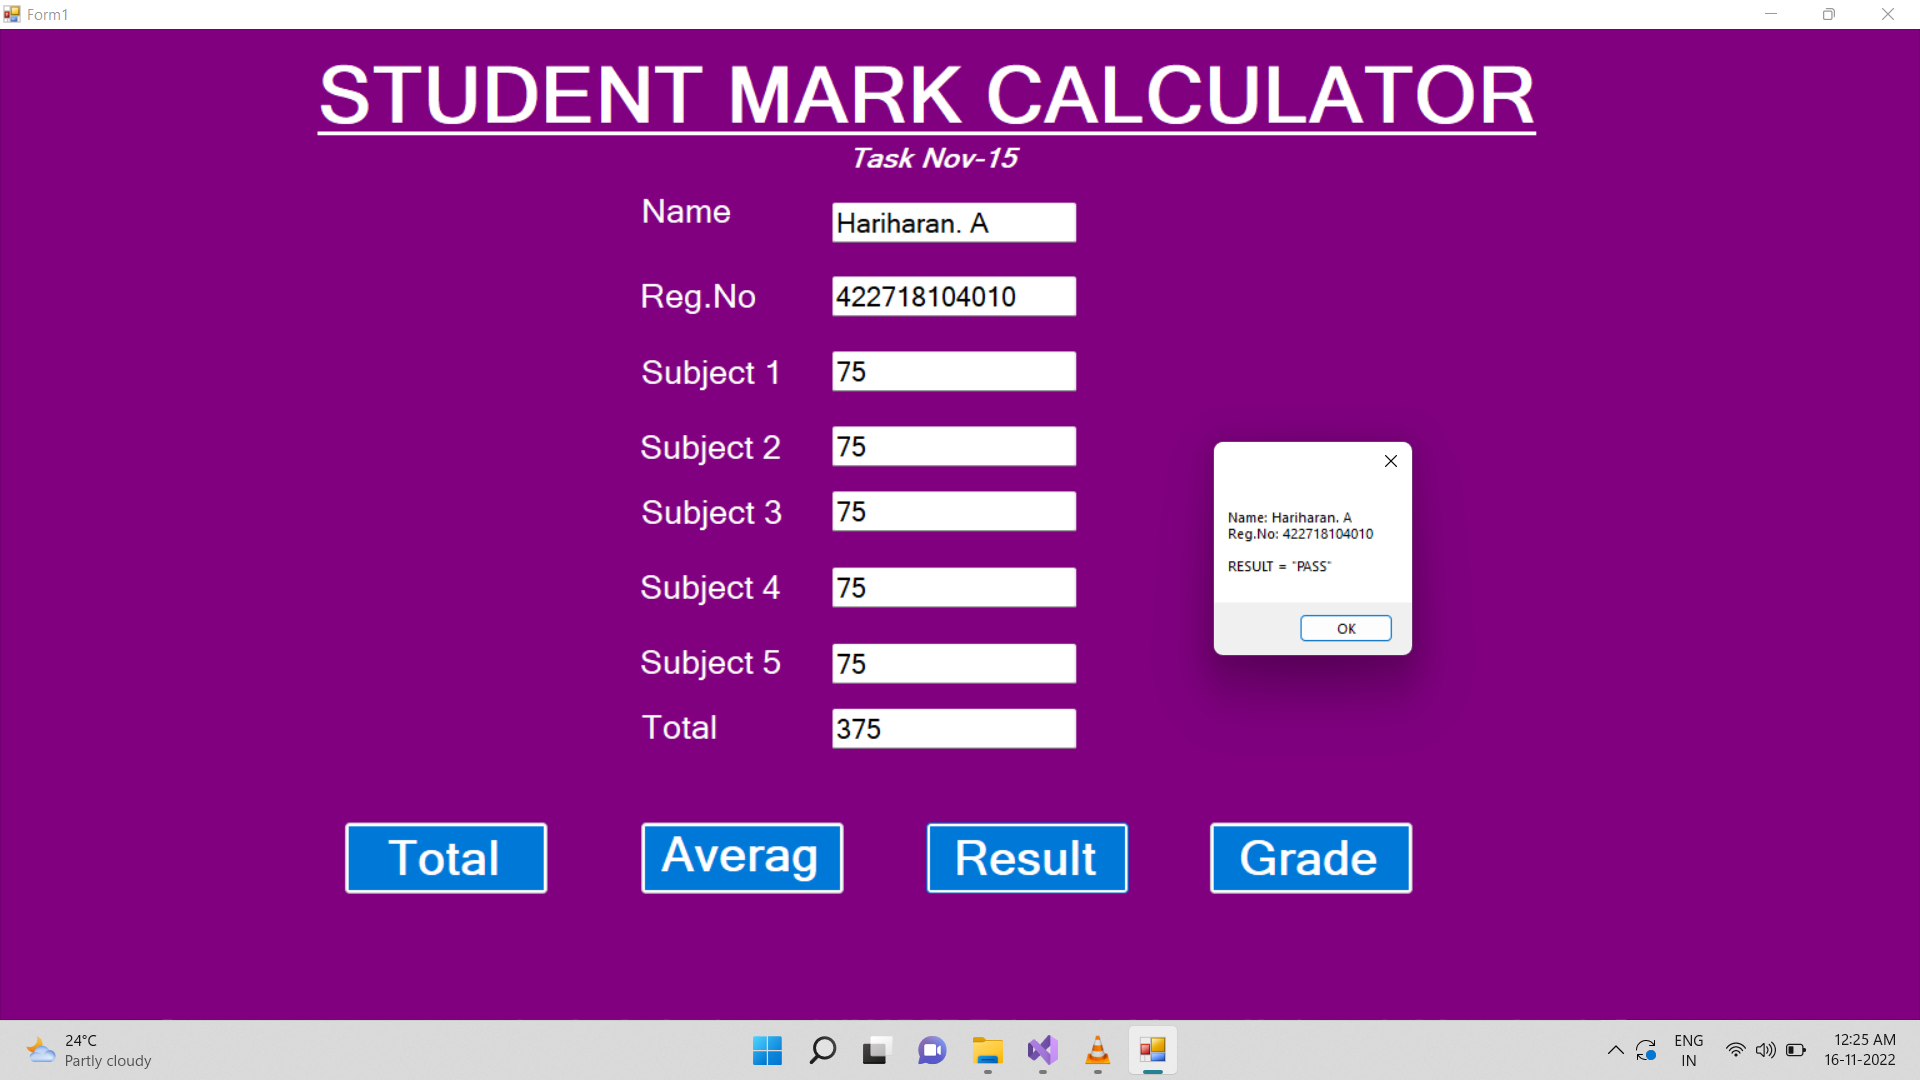 Form1
STUDENT MARK CALCULATOR
Task Nov-15
Name Hariharan. A
Reg.No 422718104010
Subject 1 75
Subject 2 75
Subject 3 75
Subject 4 75
Subject 5 75
Total 375
Name: Hariharan. A
Reg.No: 422718104010
RESULT = "PASS"
OK
Total Averag Result Grade
24°C
Partly cloudy
ENG
IN
12:25 AM
16-11-2022